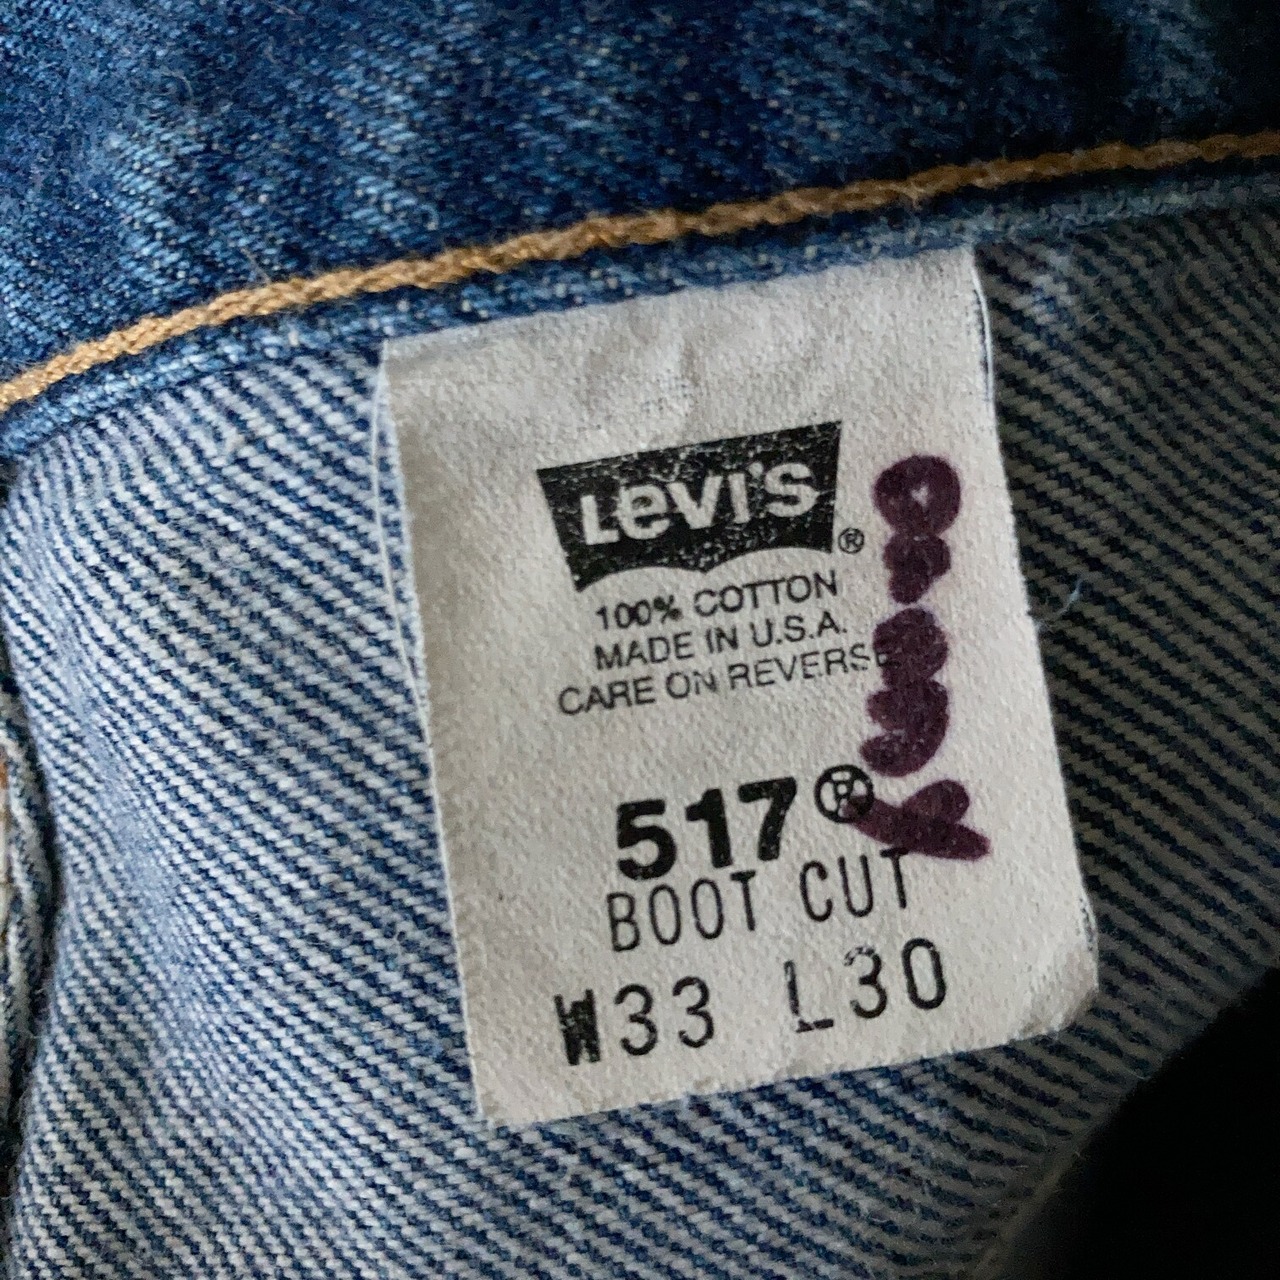 LEVI'S®
100% COTTON
MADE IN U.S.A.
CARE ON REVERSE
517®
BOOT CUT
W33 L30